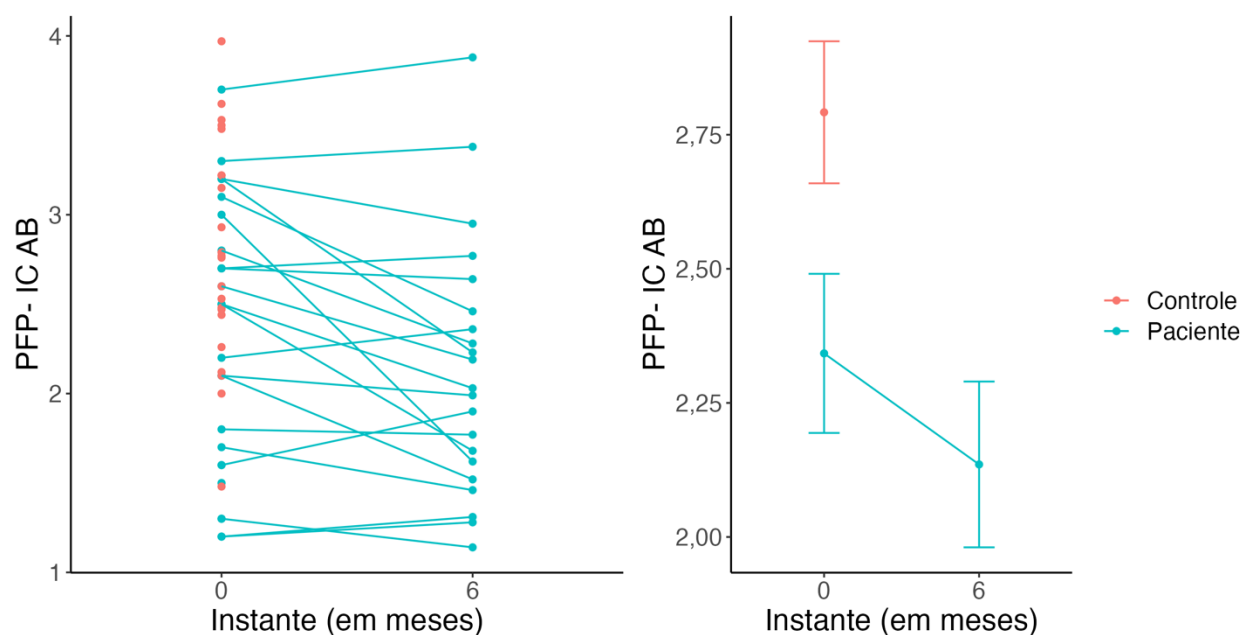 PFP- IC AB
4
3
2
1
0
6
Instante (em meses)
PFP- IC AB
2,75
2,50
2,25
2,00
0
6
Instante (em meses)
Controle
Paciente